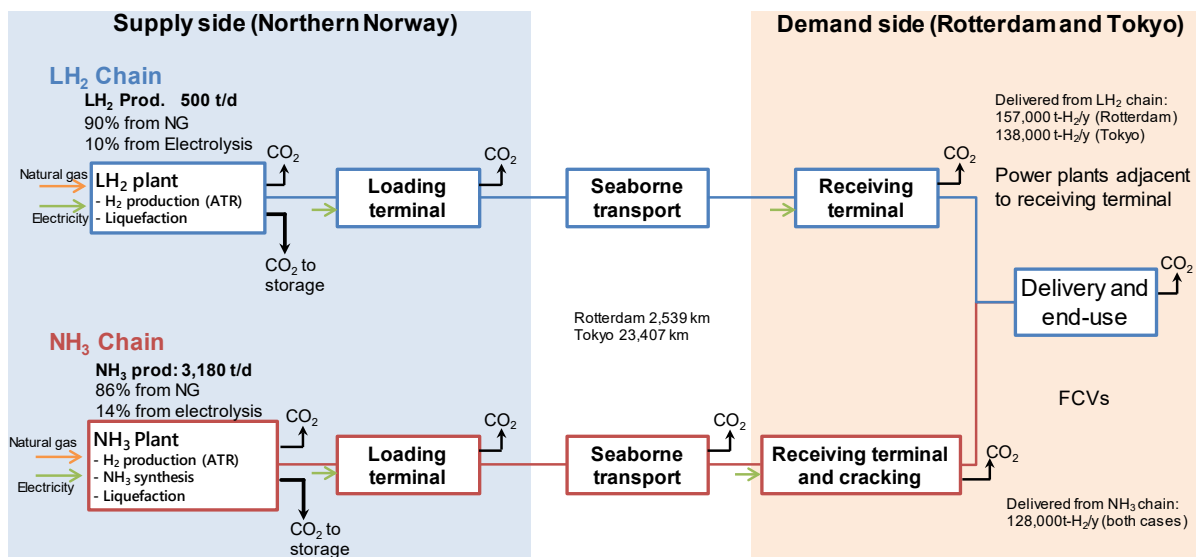 Supply side (Northern Norway)
Demand side (Rotterdam and Tokyo)
LH₂ Chain
LH₂ Prod. 500 t/d
90% from NG
10% from Electrolysis
Natural gas
Electricity
LH₂ plant
- H₂ production (ATR)
- Liquefaction
CO₂
CO₂ to
storage
Loading
terminal
CO₂
Seaborne
transport
Receiving
terminal
CO₂
Delivered from LH₂ chain:
157,000 t-H₂/y (Rotterdam)
138,000 t-H₂/y (Tokyo)
Power plants adjacent
to receiving terminal
Delivery and
end-use
CO₂
Rotterdam 2,539 km
Tokyo 23,407 km
NH₃ Chain
NH₃ prod: 3,180 t/d
86% from NG
14% from electrolysis
Natural gas
Electricity
NH₃ Plant
- H₂ production (ATR)
- NH₃ synthesis
- Liquefaction
CO₂
CO₂ to
storage
Loading
terminal
CO₂
Seaborne
transport
CO₂
Receiving terminal
and cracking
CO₂
FCVs
Delivered from NH₃ chain:
128,000t-H₂/y (both cases)